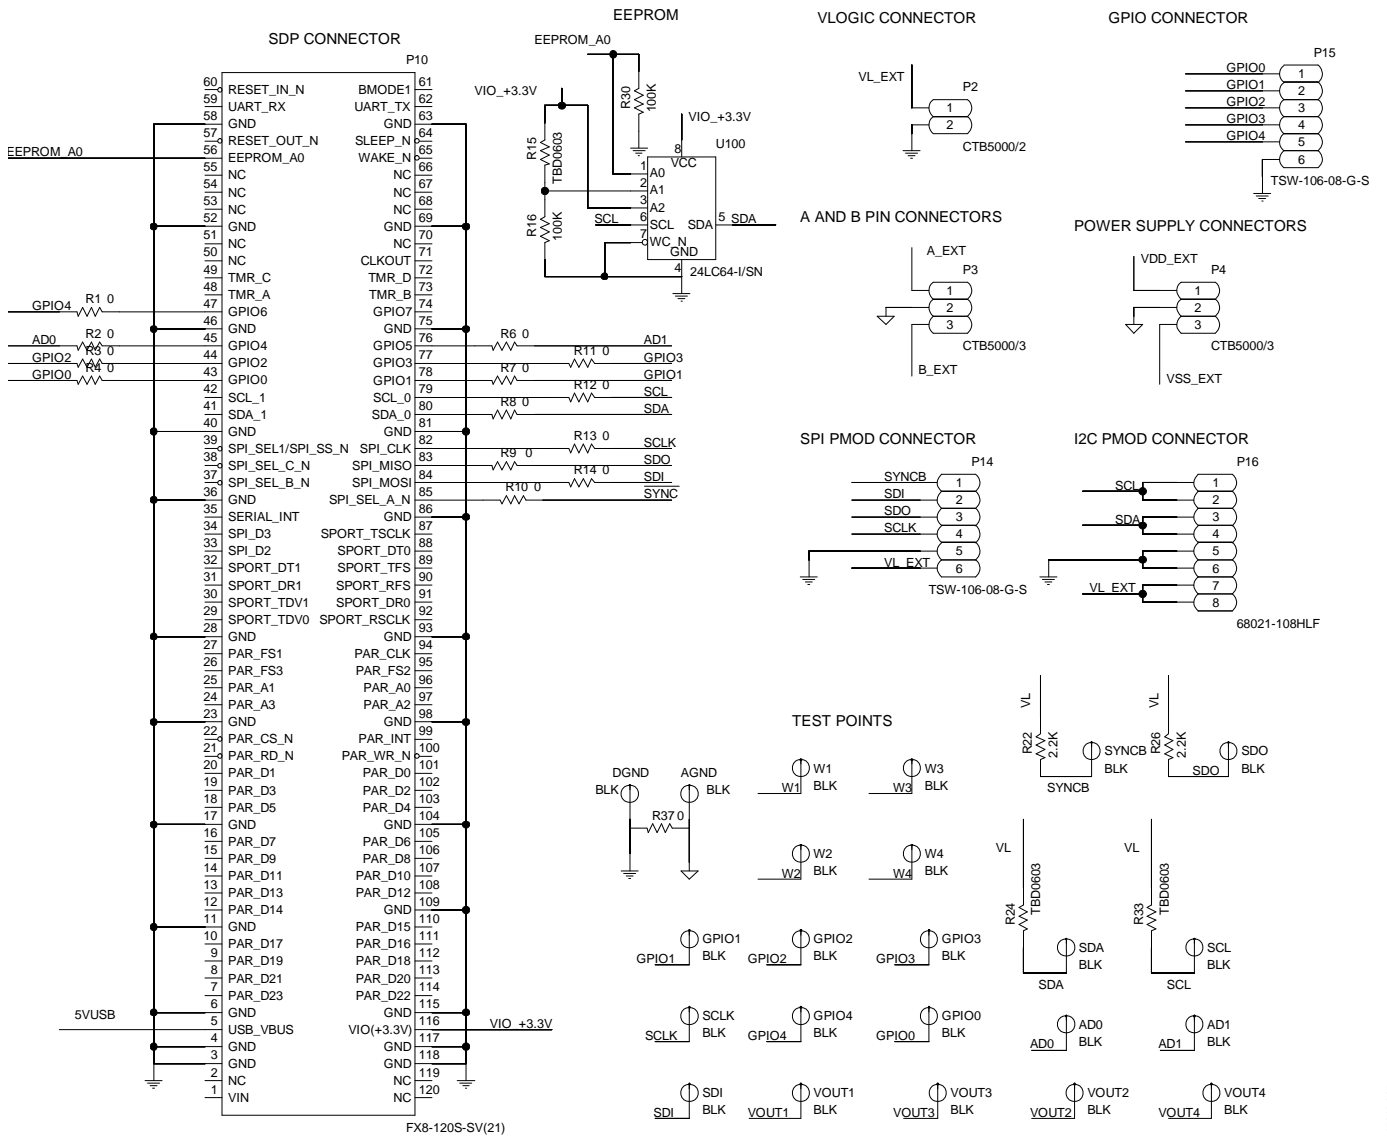 SDP CONNECTOR
P10
60 RESET_IN_N BMODE1 61
59 UART_RX UART_TX 62
58 GND GND 63
57 RESET_OUT_N SLEEP_N 64
EEPROM_A0 56 EEPROM_A0 WAKE_N 65
55 NC NC 66
54 NC NC 67
53 NC NC 68
52 GND GND 69
51 NC NC 70
50 NC CLKOUT 71
49 TMR_C TMR_D 72
48 TMR_A TMR_B 73
GPIO4 R1 0 47 GPIO6 GPIO7 74
46 GND GND 75
AD0 R2 0 45 GPIO4 GPIO5 76 R6 0 AD1
GPIO2 R3 0 44 GPIO2 GPIO3 77 R11 0 GPIO3
GPIO0 R4 0 43 GPIO0 GPIO1 78 R7 0 GPIO1
42 SCL_1 SCL_0 79 R12 0 SCL
41 SDA_1 SDA_0 80 R8 0 SDA
40 GND GND 81
39 SPI_SEL1/SPI_SS_N SPI_CLK 82 R13 0 SCLK
38 SPI_SEL_C_N SPI_MISO 83 R9 0 SDO
37 SPI_SEL_B_N SPI_MOSI 84 R14 0 SDI
36 GND SPI_SEL_A_N 85 R10 0 SYNC
35 SERIAL_INT GND 86
34 SPI_D3 SPORT_TSCLK 87
33 SPI_D2 SPORT_DT0 88
32 SPORT_DT1 SPORT_TFS 89
31 SPORT_DR1 SPORT_RFS 90
30 SPORT_TDV1 SPORT_DR0 91
29 SPORT_TDV0 SPORT_RSCLK 92
28 GND GND 93
27 PAR_FS1 PAR_CLK 94
26 PAR_FS3 PAR_FS2 95
25 PAR_A1 PAR_A0 96
24 PAR_A3 PAR_A2 97
23 GND GND 98
22 PAR_CS_N PAR_INT 99
21 PAR_RD_N PAR_WR_N 100
20 PAR_D1 PAR_D0 101
19 PAR_D3 PAR_D2 102
18 PAR_D5 PAR_D4 103
17 GND GND 104
16 PAR_D7 PAR_D6 105
15 PAR_D9 PAR_D8 106
14 PAR_D11 PAR_D10 107
13 PAR_D13 PAR_D12 108
12 PAR_D14 GND 109
11 GND PAR_D15 110
10 PAR_D17 PAR_D16 111
9 PAR_D19 PAR_D18 112
8 PAR_D21 PAR_D20 113
7 PAR_D23 PAR_D22 114
6 GND GND 115
5VUSB 5 USB_VBUS VIO(+3.3V) 116 VIO_+3.3V
4 GND GND 117
3 GND GND 118
2 NC NC 119
1 VIN NC 120
FX8-120S-SV(21)
EEPROM
EEPROM_A0
VIO_+3.3V
R30 100K
R15 TBD0603
R16 100K
VIO_+3.3V
U100
8 VCC
1 A0
2 A1
3 A2
SCL 6 SCL SDA 5 SDA
7 WC_N
GND
4 24LC64-I/SN
VLOGIC CONNECTOR
VL_EXT P2
1
2
CTB5000/2
GPIO CONNECTOR
P15
GPIO0 1
GPIO1 2
GPIO2 3
GPIO3 4
GPIO4 5
6
TSW-106-08-G-S
A AND B PIN CONNECTORS
A_EXT
P3
1
2
3
CTB5000/3
B_EXT
POWER SUPPLY CONNECTORS
VDD_EXT
P4
1
2
3
CTB5000/3
VSS_EXT
SPI PMOD CONNECTOR
P14
SYNCB 1
SDI 2
SDO 3
SCLK 4
5
VL_EXT 6
TSW-106-08-G-S
I2C PMOD CONNECTOR
P16
SCL 1
2
SDA 3
4
5
6
VL_EXT 7
8
68021-108HLF
TEST POINTS
DGND BLK
AGND BLK
R37 0
W1 W1 BLK
W3 W3 BLK
W2 W2 BLK
W4 W4 BLK
VL R22 2.2K SYNCB SYNCB BLK
VL R26 2.2K SDO SDO BLK
VL R24 TBD0603 SDA SDA BLK
VL R33 TBD0603 SCL SCL BLK
GPIO1 GPIO1 BLK
GPIO2 GPIO2 BLK
GPIO3 GPIO3 BLK
SCLK SCLK BLK
GPIO4 GPIO4 BLK
GPIO0 GPIO0 BLK
AD0 AD0 BLK
AD1 AD1 BLK
SDI SDI BLK
VOUT1 VOUT1 BLK
VOUT3 VOUT3 BLK
VOUT2 VOUT2 BLK
VOUT4 VOUT4 BLK